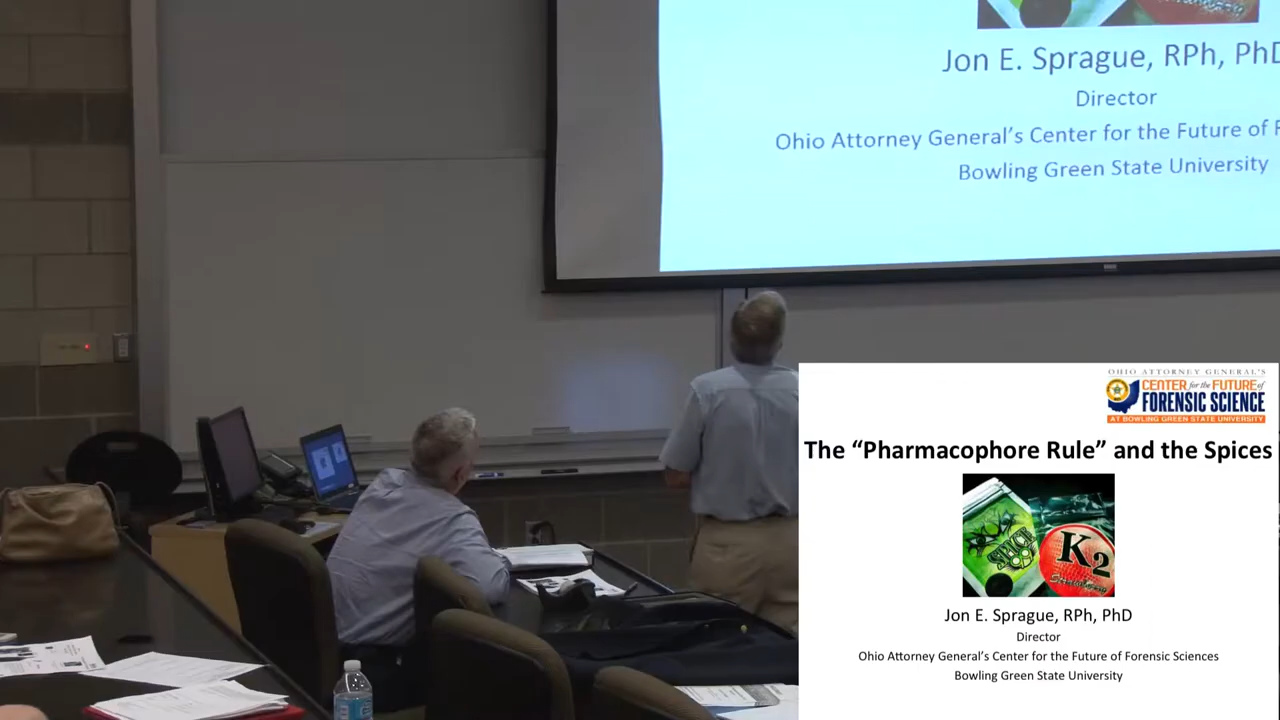 Jon E. Sprague, RPh, PhD
Director
Ohio Attorney General's Center for the Future of F
Bowling Green State University
OHIO ATTORNEY GENERAL'S
CENTER for the FUTURE of
FORENSIC SCIENCE
AT BOWLING GREEN STATE UNIVERSITY
The “Pharmacophore Rule” and the Spices
SPICE
K2
Jon E. Sprague, RPh, PhD
Director
Ohio Attorney General's Center for the Future of Forensic Sciences
Bowling Green State University